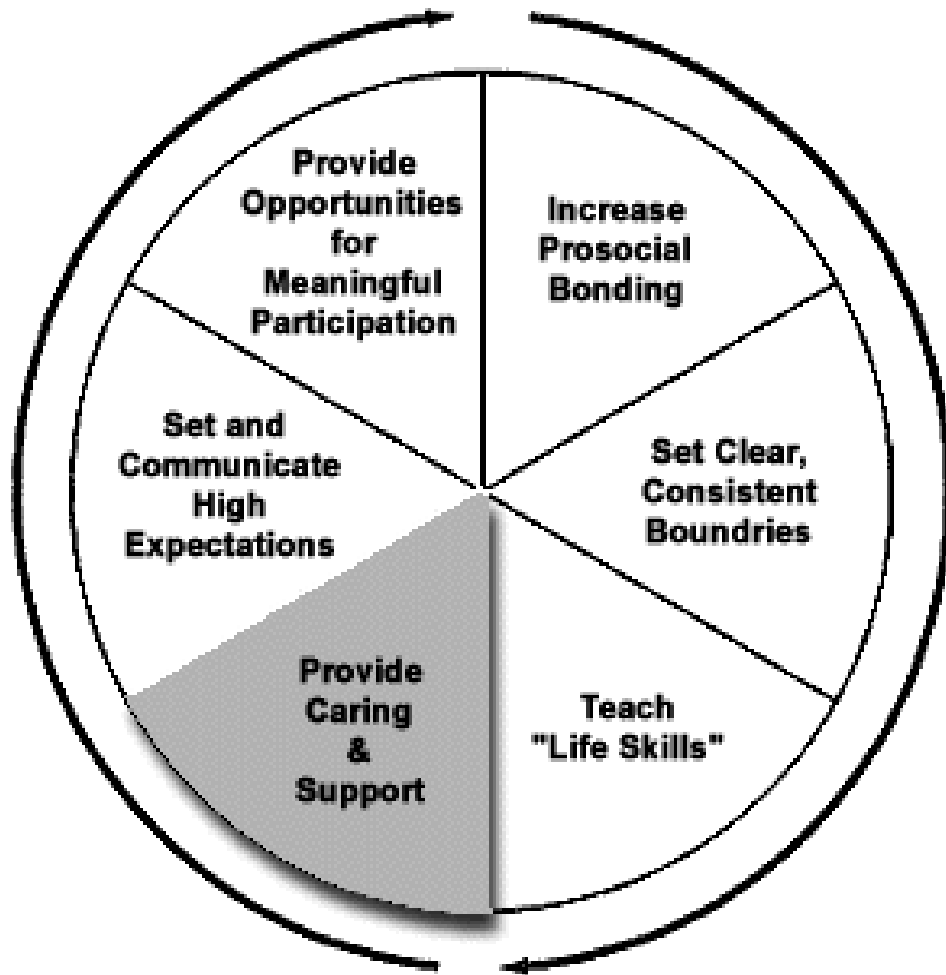 Increase
Prosocial
Bonding
Set Clear,
Consistent
Boundries
Teach
"Life Skills"
Provide
Caring
&
Support
Set and
Communicate
High
Expectations
Provide
Opportunities
for
Meaningful
Participation